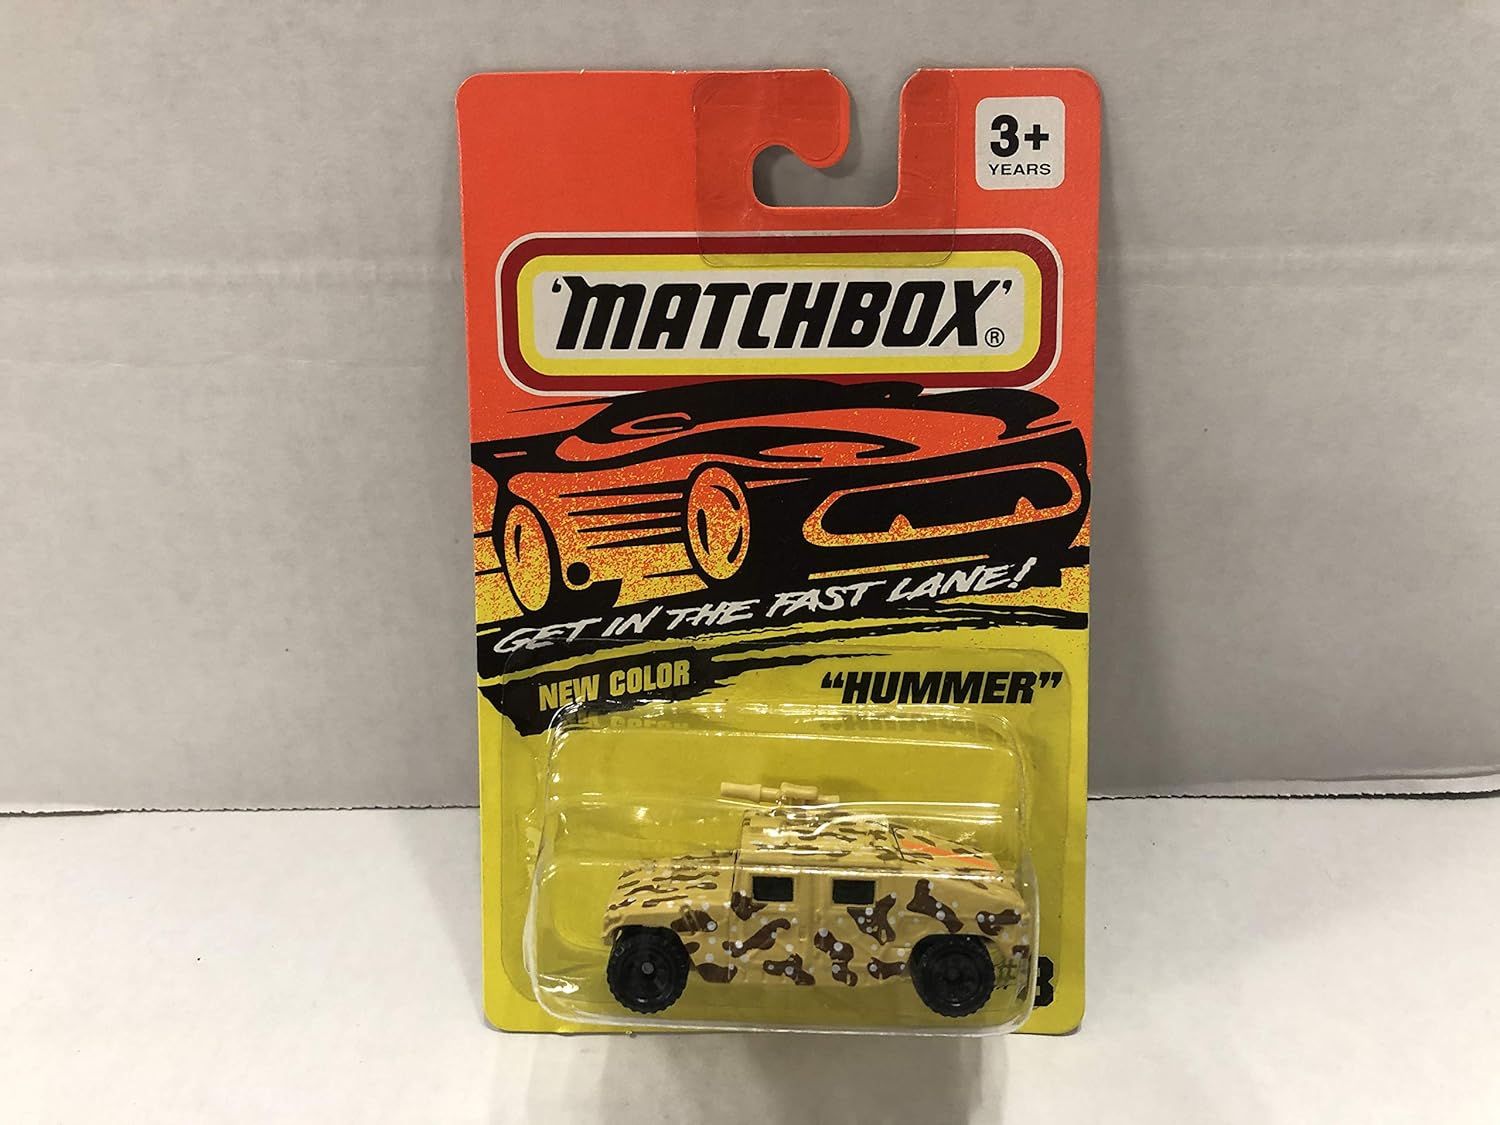 3+
YEARS
'MATCHBOX'®
GET IN THE FAST LANE!
NEW COLOR
"HUMMER"